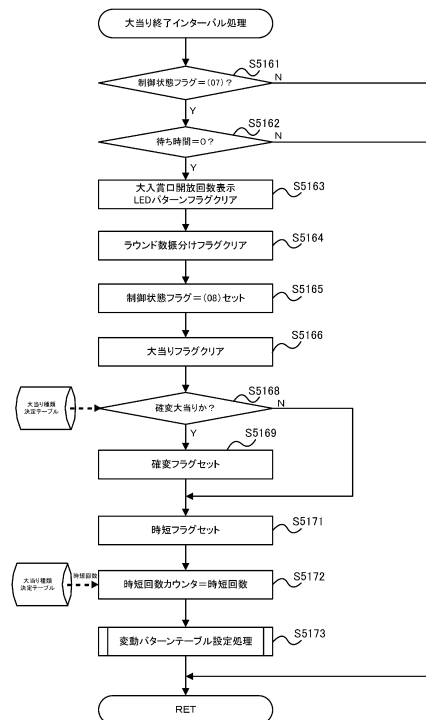 大当り終了インターバル処理
S5161
制御状態フラグ=(07)?
N
Y
S5162
待ち時間=0?
N
Y
大入賞口開放回数表示
LEDパターンフラグクリア
S5163
ラウンド数振分けフラグクリア
S5164
制御状態フラグ=(08)セット
S5165
大当りフラグクリア
S5166
大当り種類
決定テーブル
S5168
確変大当りか?
N
Y
S5169
確変フラグセット
時短フラグセット
S5171
大当り種類
決定テーブル
時短回数
時短回数カウンタ=時短回数
S5172
変動パターンテーブル設定処理
S5173
RET